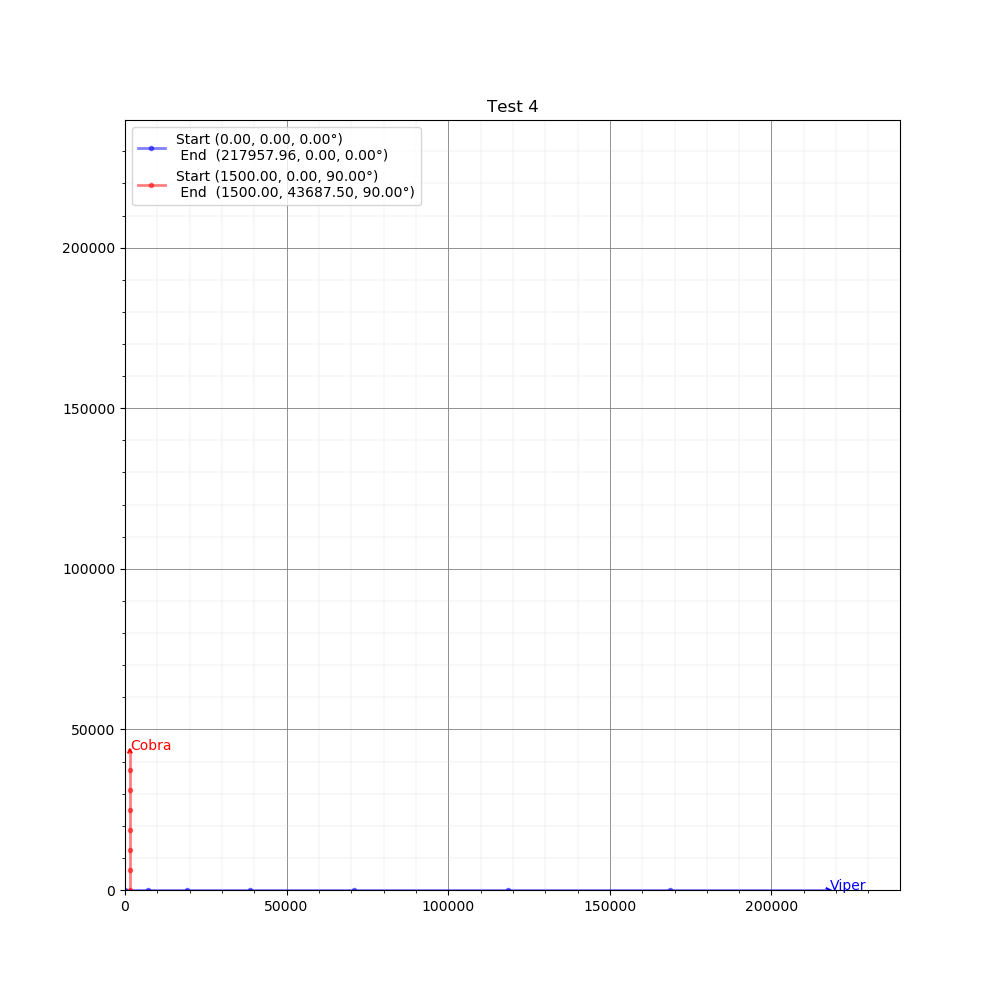 Test 4
Start (0.00, 0.00, 0.00°)
End (217957.96, 0.00, 0.00°)
Start (1500.00, 0.00, 90.00°)
End (1500.00, 43687.50, 90.00°)
200000
150000
100000
50000
Cobra
0
Viper
0 50000 100000 150000 200000